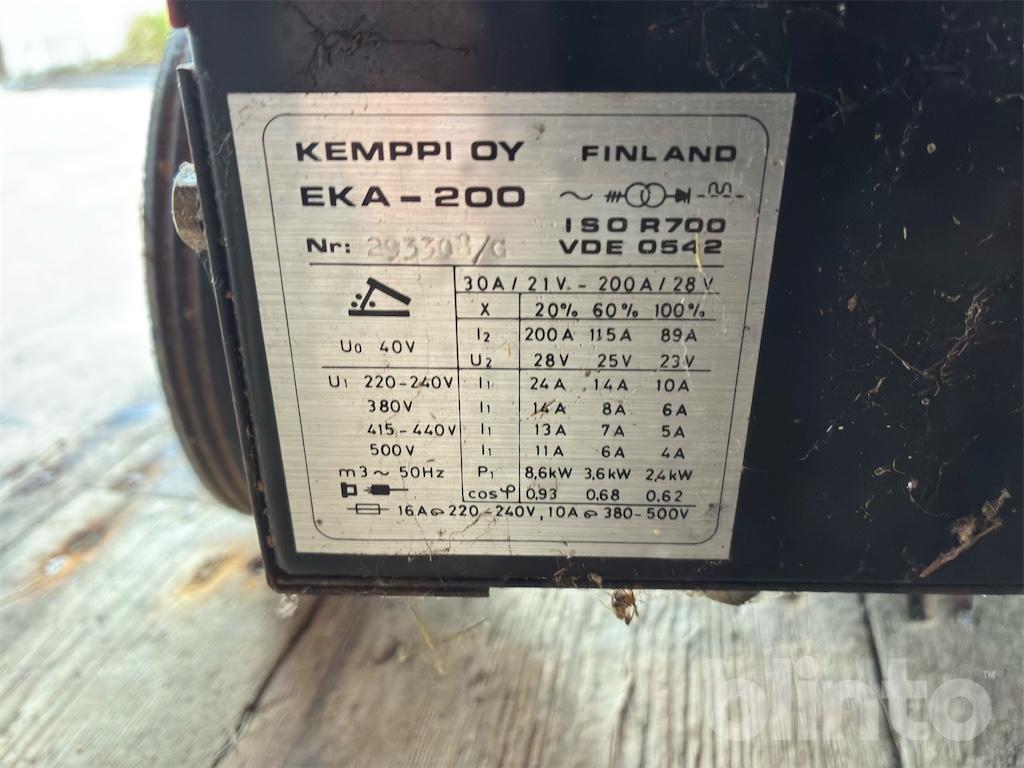 KEMPPI OY FINLAND
EKA-200
ISO R700
Nr: VDE 0542
30A/21V - 200A/28V
X 20% 60% 100%
I2 200A 115A 89A
U0 40V U2 28V 25V 23V
U1 220-240V I1 24A 14A 10A
380V I1 14A 8A 6A
415-440V I1 13A 7A 5A
500V I1 11A 6A 4A
m3~50Hz P1 8,6kW 3,6kW 2,4kW
cosφ 0,93 0,68 0,62
16A 220-240V, 10A 380-500V
blinto™